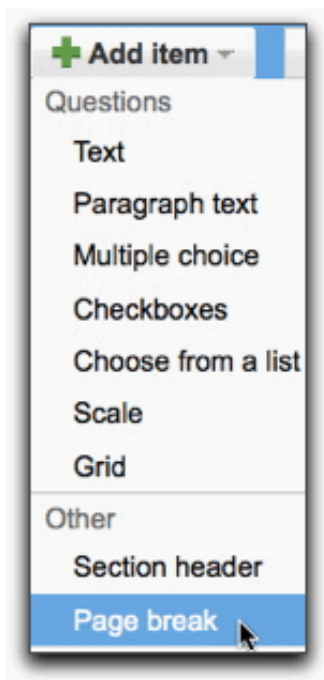 Add item
Questions
Text
Paragraph text
Multiple choice
Checkboxes
Choose from a list
Scale
Grid
Other
Section header
Page break